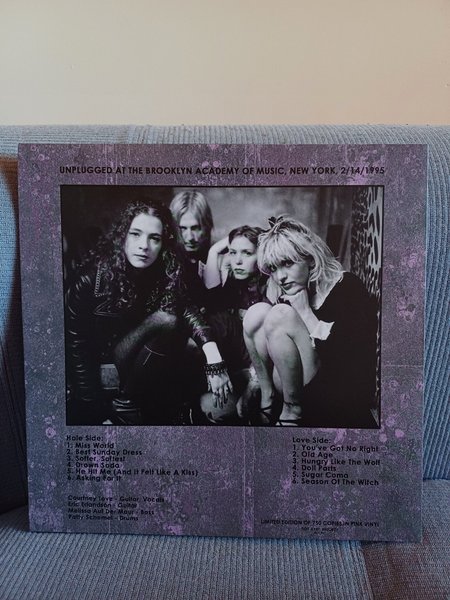 UNPLUGGED AT THE BROOKLYN ACADEMY OF MUSIC, NEW YORK, 2/14/1995
Hole Side:
1: Miss World
2. Best Sunday Dress
3. Softer, Softest
4. Drown Soda
5. He Hit Me (And It Felt Like A Kiss)
6. Asking For It
Courtney Love - Guitar, Vocals
Eric Erlandson - Guitar
Melissa Auf Der Maur - Bass
Patty Schemel - Drums
Love Side:
1. You've Got No Right
2. Old Age
3. Hungry Like The Wolf
4. Doll Parts
5. Sugar Coma
6. Season Of The Witch
LIMITED EDITION OF 750 COPIES IN PINK VINYL